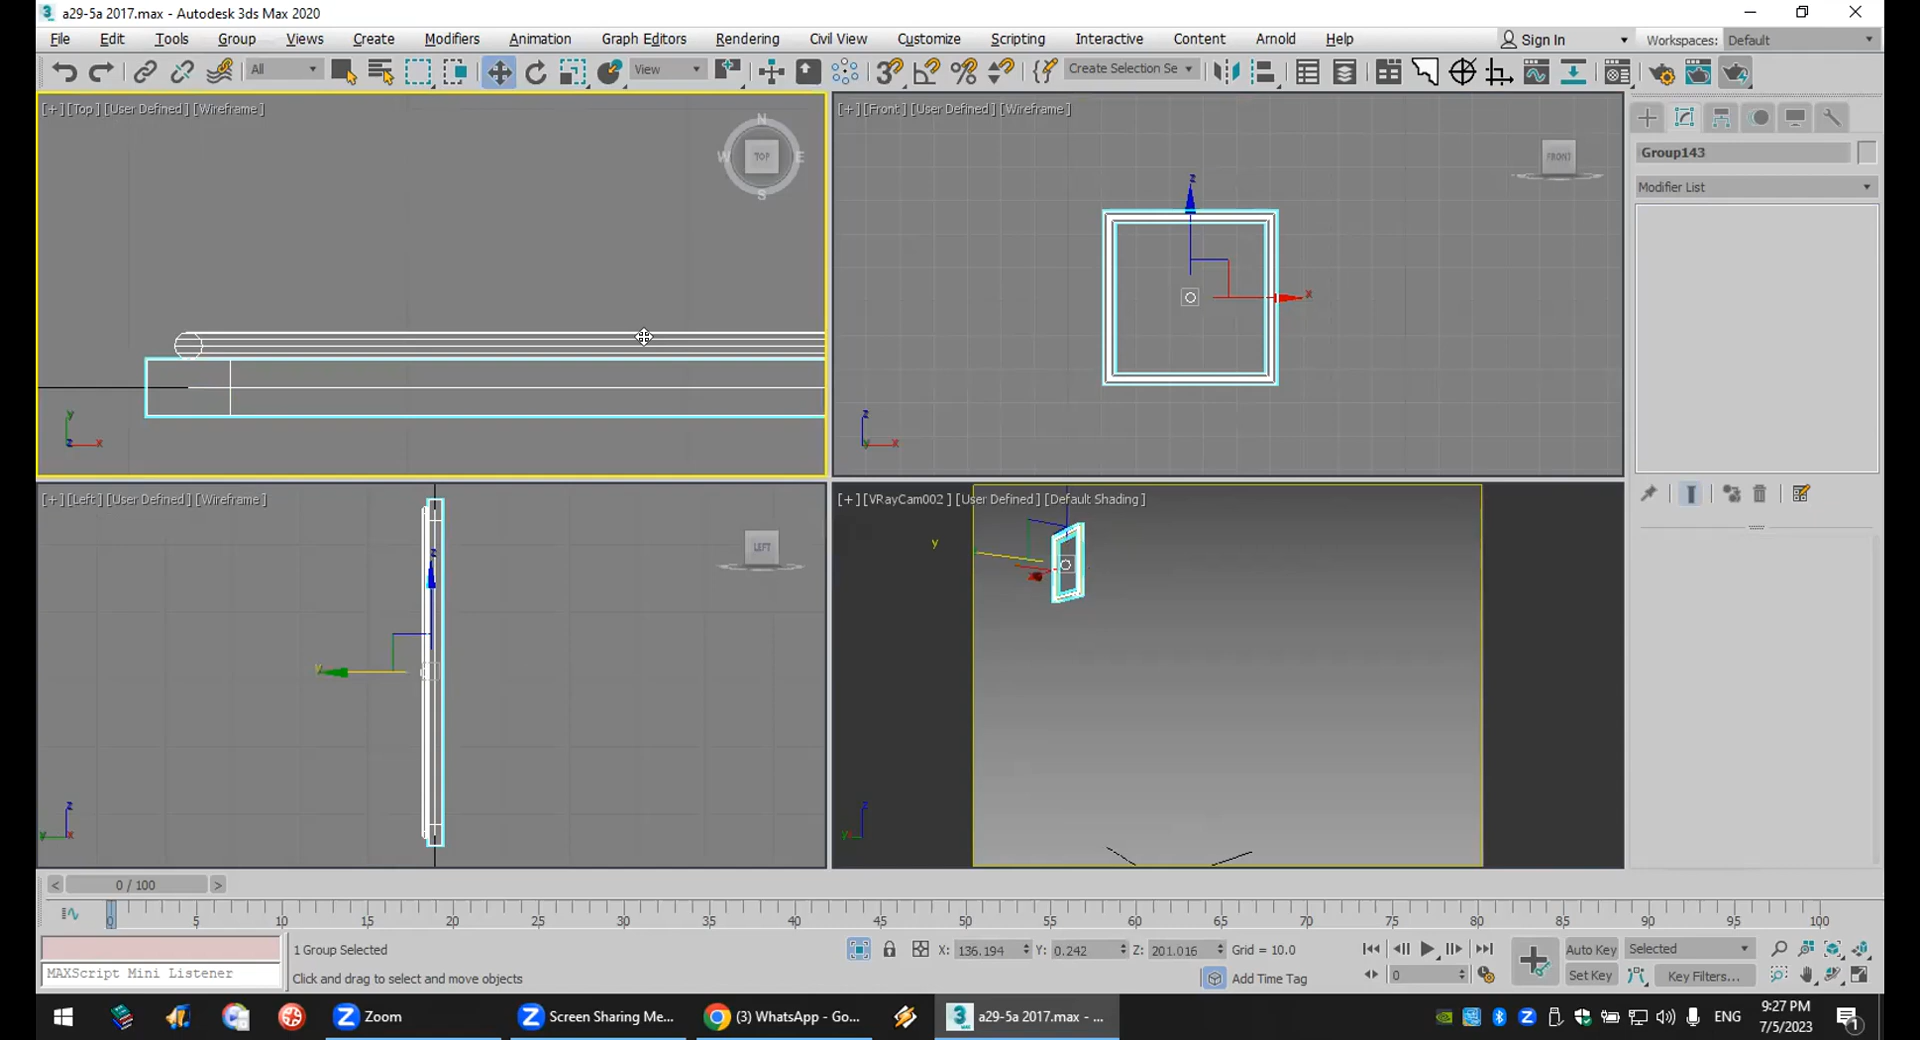 3 a29-5a 2017.max - Autodesk 3ds Max 2020
File Edit Tools Group Views Create Modifiers Animation Graph Editors Rendering Civil View Customize Scripting Interactive Content Arnold Help Sign In Workspaces: Default
All View Create Selection Se
[+] [Top] [User Defined] [Wireframe]
N
W TOP E
S
y
z x
[+] [Front] [User Defined] [Wireframe]
FRONT
z
x
z
y x
Group143
Modifier List
[+] [Left] [User Defined] [Wireframe]
LEFT
z
y
z
y x
[+] [VRayCam002] [User Defined] [Default Shading]
y
z
y
< 0 / 100 >
0 5 10 15 20 25 30 35 40 45 50 55 60 65 70 75 80 85 90 95 100
1 Group Selected
X: 136.194 Y: 0.242 Z: 201.016 Grid = 10.0
Auto Key Selected
MAXScript Mini Listener
Click and drag to select and move objects
Add Time Tag
0
Set Key Key Filters...
Zoom
Screen Sharing Me...
(3) WhatsApp - Go...
a29-5a 2017.max - ...
ENG
9:27 PM
7/5/2023
1